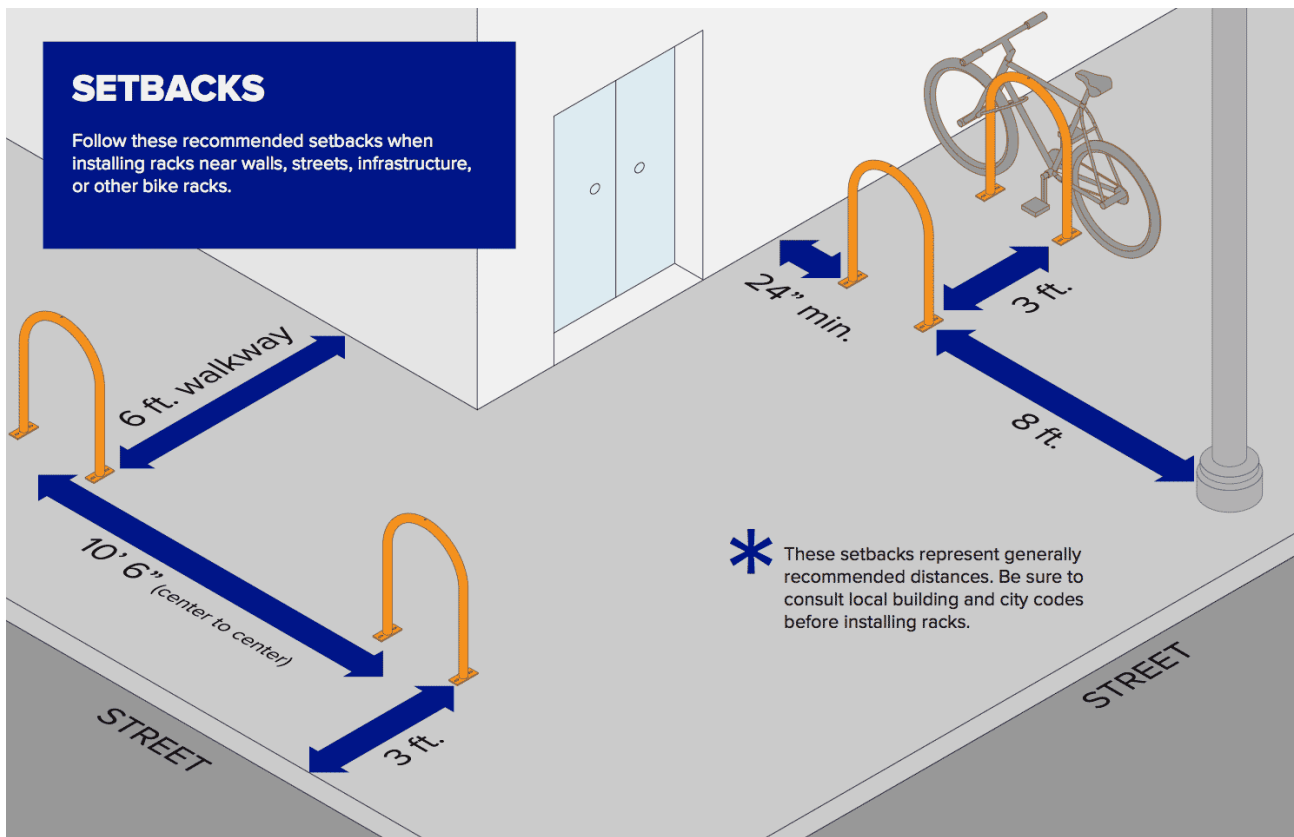 SETBACKS
Follow these recommended setbacks when
installing racks near walls, streets, infrastructure,
or other bike racks.
24” min.
3 ft.
6 ft. walkway
8 ft.
10’ 6” (center to center)
✱ These setbacks represent generally
recommended distances. Be sure to
consult local building and city codes
before installing racks.
STREET
STREET
3 ft.